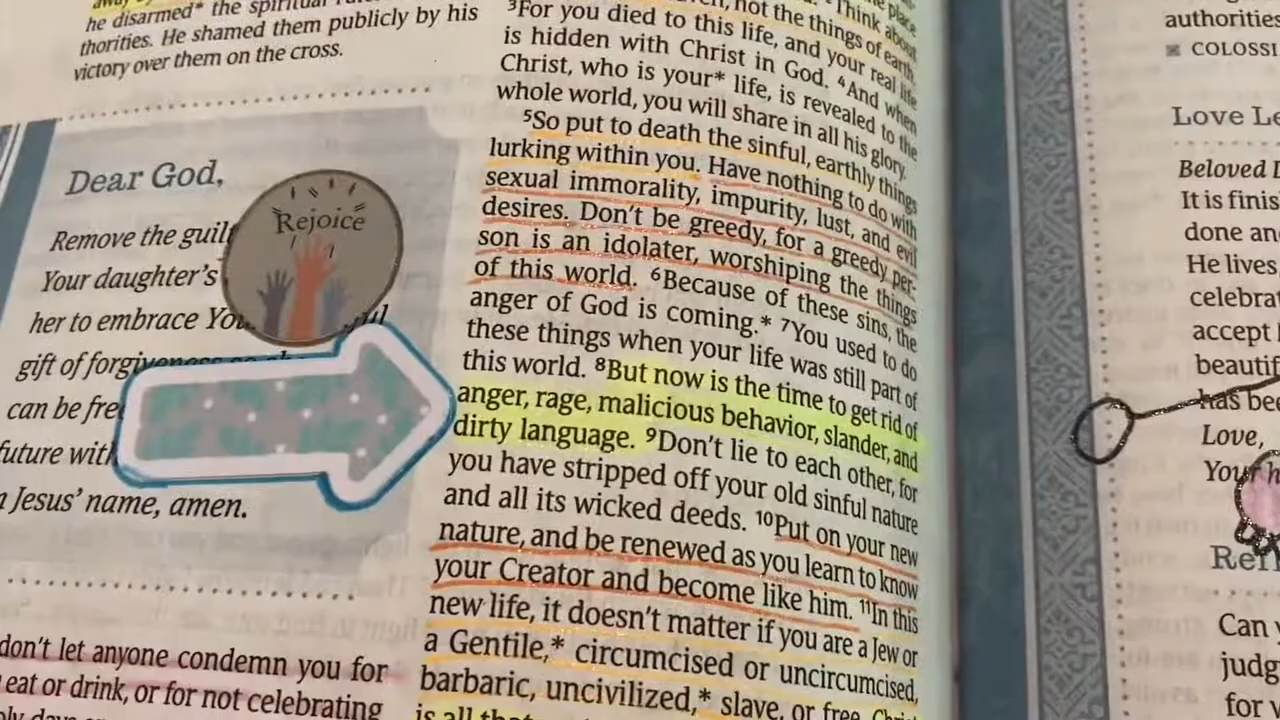 he disarmed* the spiritual
thorities. He shamed them publicly by his
victory over them on the cross.
Dear God,
Rejoice
Remove the guilt
Your daughter's
her to embrace
gift of forgiveness
can be
future with
Jesus' name, amen.
don't let anyone condemn you for
eat or drink, or for not celebrating
not the things of earth.
Think about
3For you died to this life, and your real life
is hidden with Christ in God. 4And when
Christ, who is your* life, is revealed to the
whole world, you will share in all his glory.
5So put to death the sinful, earthly things
lurking within you. Have nothing to do with
sexual immorality, impurity, lust, and evil
desires. Don't be greedy, for a greedy per-
son is an idolater, worshiping the things
of this world. 6Because of these sins, the
anger of God is coming.* 7You used to do
these things when your life was still part of
this world. 8But now is the time to get rid of
anger, rage, malicious behavior, slander, and
dirty language. 9Don't lie to each other, for
you have stripped off your old sinful nature
and all its wicked deeds. 10Put on your new
nature, and be renewed as you learn to know
your Creator and become like him. 11In this
new life, it doesn't matter if you are a Jew or
a Gentile,* circumcised or uncircumcised,
barbaric, uncivilized,* slave, or free. Christ
is all that
authorities
COLOSSI
Love Le
Beloved
It is finis
done and
He lives
celebrat
accept
beautif
has bee
Love,
Your h
Can
judg
for